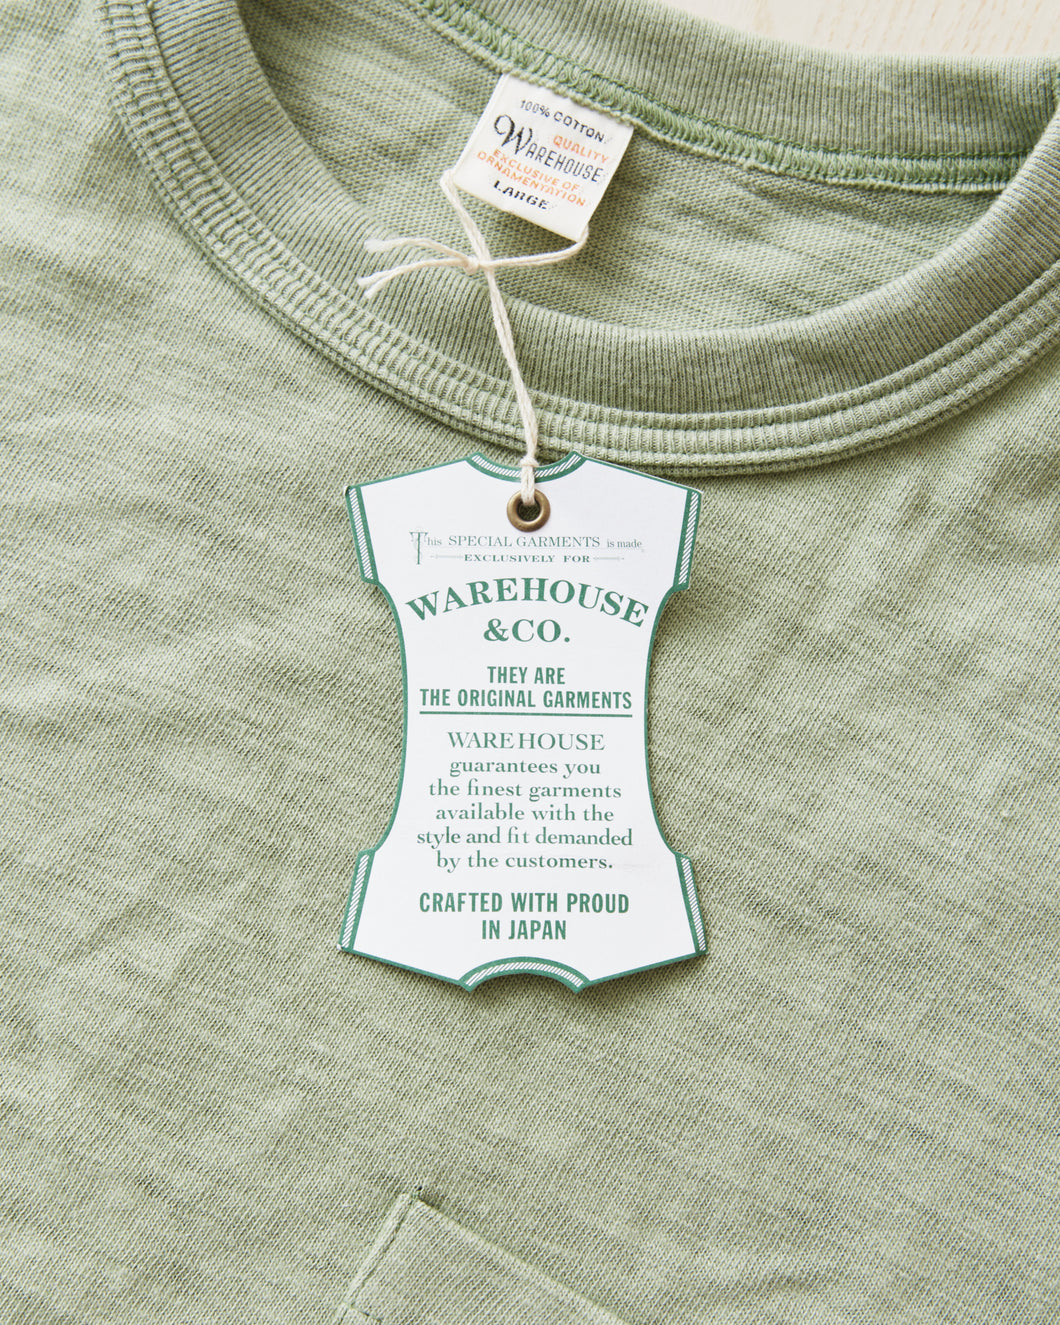 100% COTTON
WAREHOUSE
QUALITY
EXCLUSIVE OF
ORNAMENTATION
LARGE
This SPECIAL GARMENTS is made
EXCLUSIVELY FOR
WAREHOUSE
&CO.
THEY ARE
THE ORIGINAL GARMENTS
WAREHOUSE
guarantees you
the finest garments
available with the
style and fit demanded
by the customers.
CRAFTED WITH PROUD
IN JAPAN